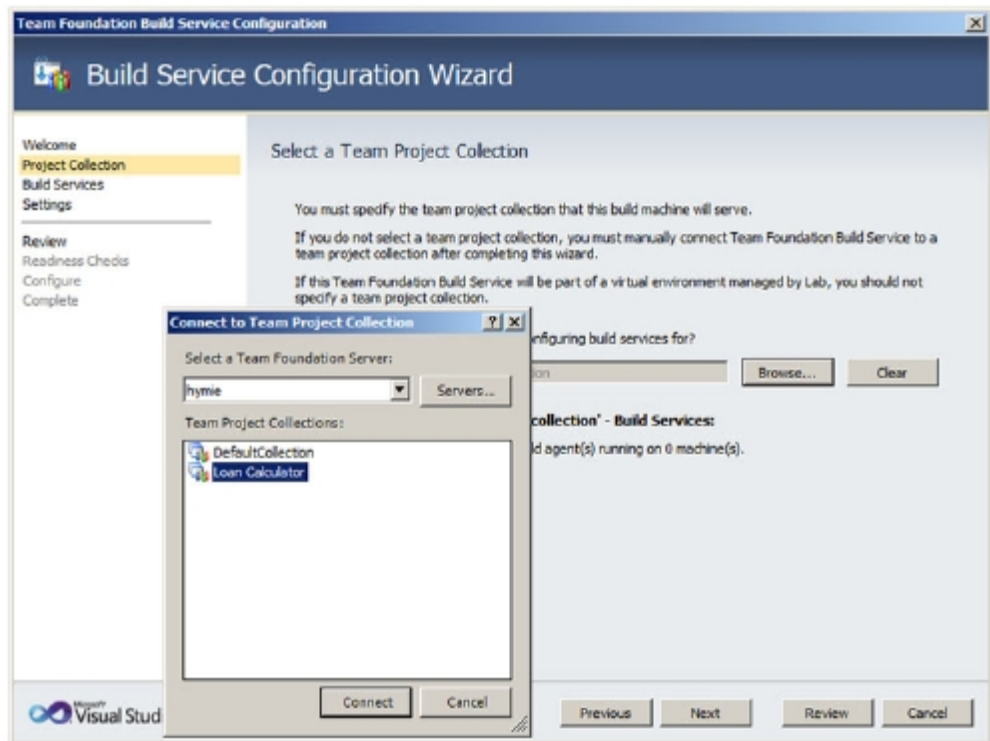 Team Foundation Build Service Configuration
Build Service Configuration Wizard
Welcome
Project Collection
Build Services
Settings
Review
Readiness Checks
Configure
Complete
Select a Team Project Collection
You must specify the team project collection that this build machine will serve.
If you do not select a team project collection, you must manually connect Team Foundation Build Service to a
team project collection after completing this wizard.
If this Team Foundation Build Service will be part of a virtual environment managed by Lab, you should not
specify a team project collection.
nfiguring build services for?
ion
Browse...
Clear
collection' - Build Services:
ld agent(s) running on 0 machine(s).
Connect to Team Project Collection
Select a Team Foundation Server:
hymie
Servers...
Team Project Collections:
DefaultCollection
Loan Calculator
Connect
Cancel
Microsoft
Visual Stud
Previous
Next
Review
Cancel